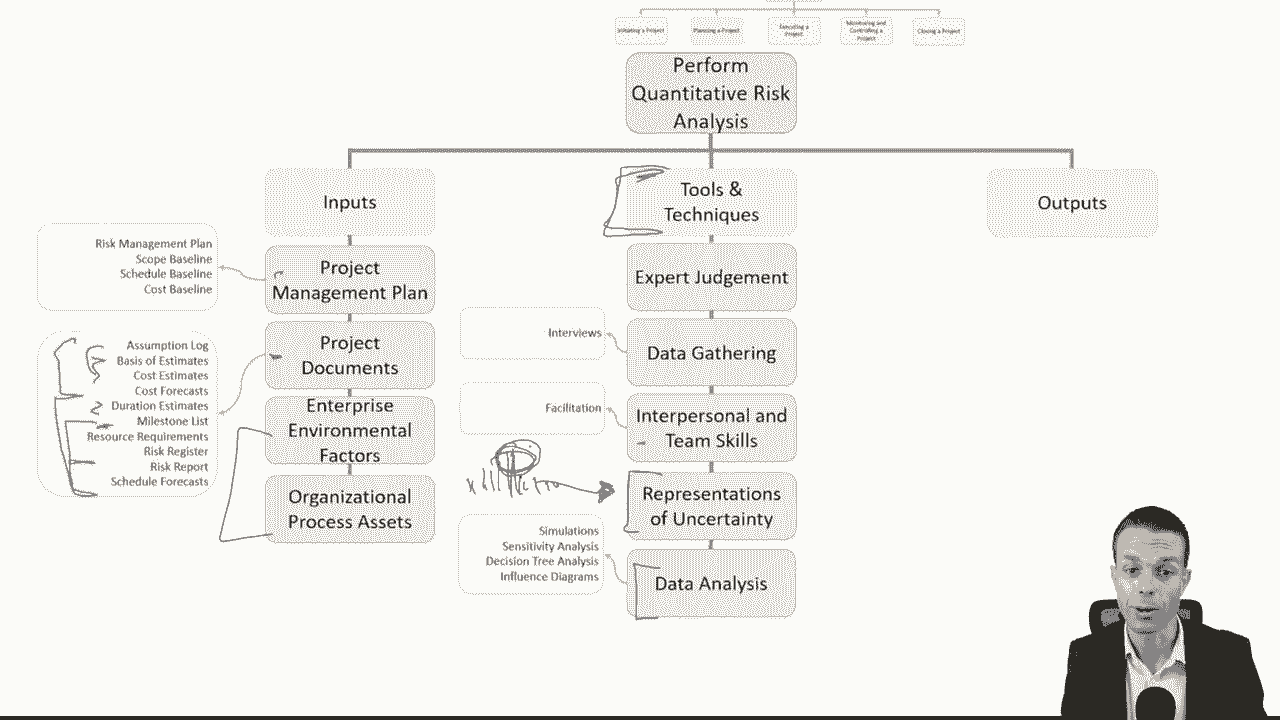 Initiating a Project
Planning a Project
Executing a
Project
Monitoring and
Controlling a
Project
Closing a Project
Perform
Quantitative Risk
Analysis
Inputs
Tools &
Techniques
Outputs
Risk Management Plan
Scope Baseline
Schedule Baseline
Cost Baseline
Project
Management Plan
Assumption Log
Basis of Estimates
Cost Estimates
Cost Forecasts
Duration Estimates
Milestone List
Resource Requirements
Risk Register
Risk Report
Schedule Forecasts
Project
Documents
Enterprise
Environmental
Factors
Organizational
Process Assets
Expert Judgement
Interviews
Data Gathering
Facilitation
Interpersonal and
Team Skills
Representations
of Uncertainty
Simulations
Sensitivity Analysis
Decision Tree Analysis
Influence Diagrams
Data Analysis